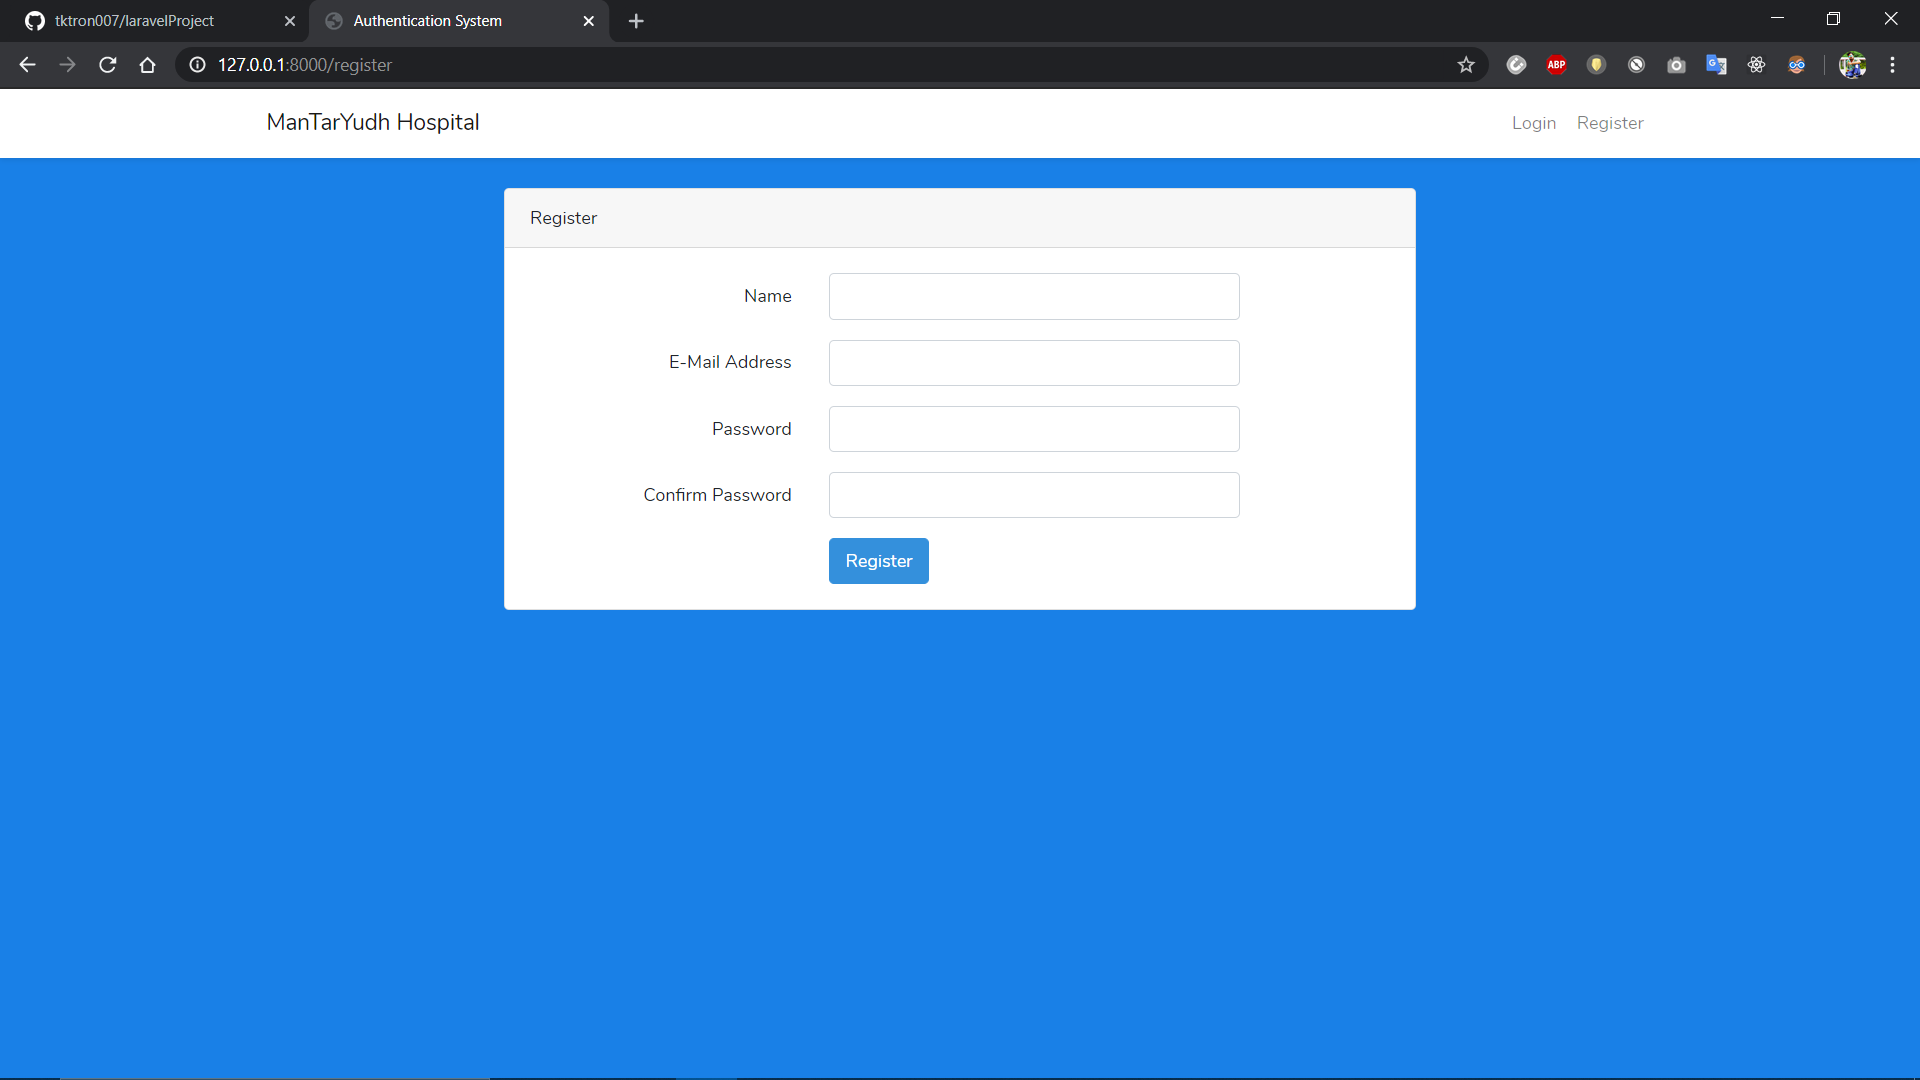 tktron007/laravelProject
Authentication System
127.0.0.1:8000/register
ABP
ManTarYudh Hospital
Login
Register
Register
Name
E-Mail Address
Password
Confirm Password
Register